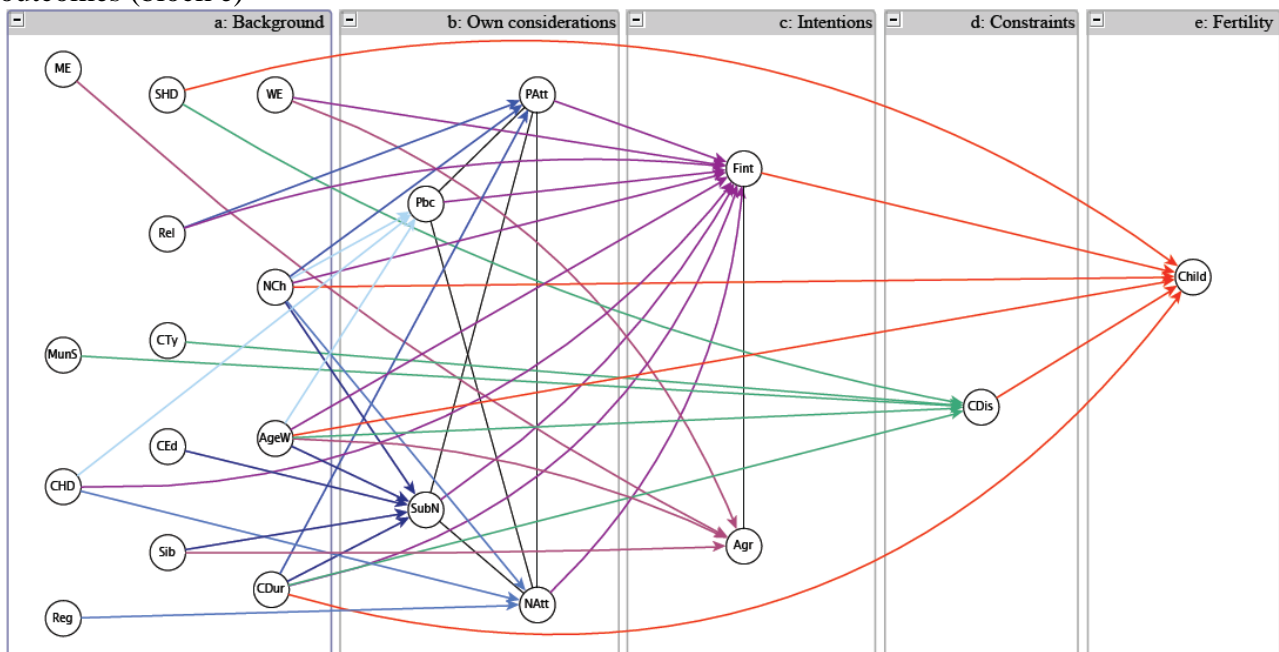 a: Background b: Own considerations c: Intentions d: Constraints e: Fertility
ME
SHD
WE
PAtt
Fint
Pbc
Rel
NCh
Child
CTy
MunS
CDis
AgeW
CEd
CHD
SubN
Sib
Agr
CDur
NAtt
Reg